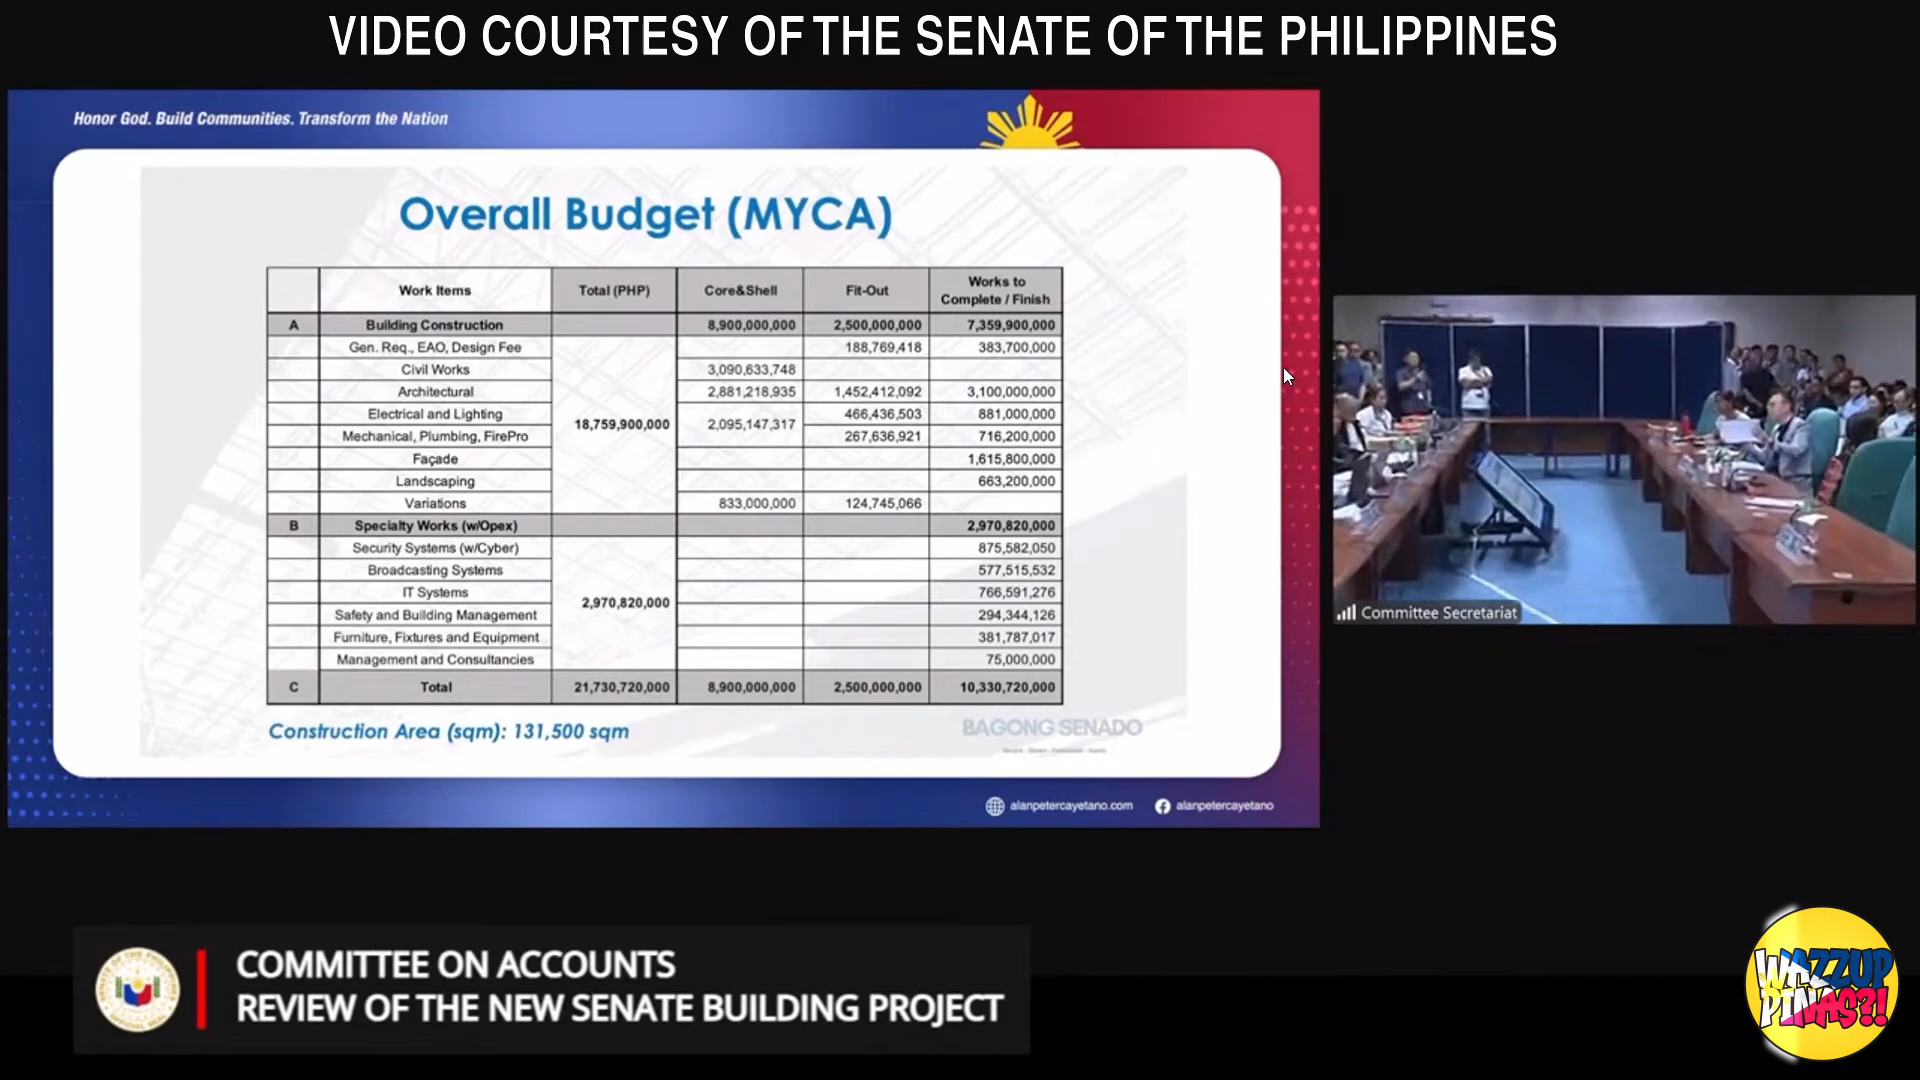 VIDEO COURTESY OF THE SENATE OF THE PHILIPPINES
Honor God. Build Communities. Transform the Nation
Overall Budget (MYCA)
Work Items Total (PHP) Core&Shell Fit-Out Works to Complete / Finish
A Building Construction 8,900,000,000 2,500,000,000 7,359,900,000
Gen. Req., EAO, Design Fee 188,769,418 383,700,000
Civil Works 3,090,633,748
Architectural 2,881,218,935 1,452,412,092 3,100,000,000
Electrical and Lighting 466,436,503 881,000,000
18,759,900,000 2,095,147,317
Mechanical, Plumbing, FirePro 267,636,921 716,200,000
Façade 1,615,800,000
Landscaping 663,200,000
Variations 833,000,000 124,745,066
B Specialty Works (w/Opex) 2,970,820,000
Security Systems (w/Cyber) 875,582,050
Broadcasting Systems 577,515,532
IT Systems 766,591,276
2,970,820,000
Safety and Building Management 294,344,126
Furniture, Fixtures and Equipment 381,787,017
Management and Consultancies 75,000,000
C Total 21,730,720,000 8,900,000,000 2,500,000,000 10,330,720,000
Construction Area (sqm): 131,500 sqm
BAGONG SENADO
alanpetercayetano.com alanpetercayetano
Committee Secretariat
COMMITTEE ON ACCOUNTS
REVIEW OF THE NEW SENATE BUILDING PROJECT
WAZZUP
PINAS?!